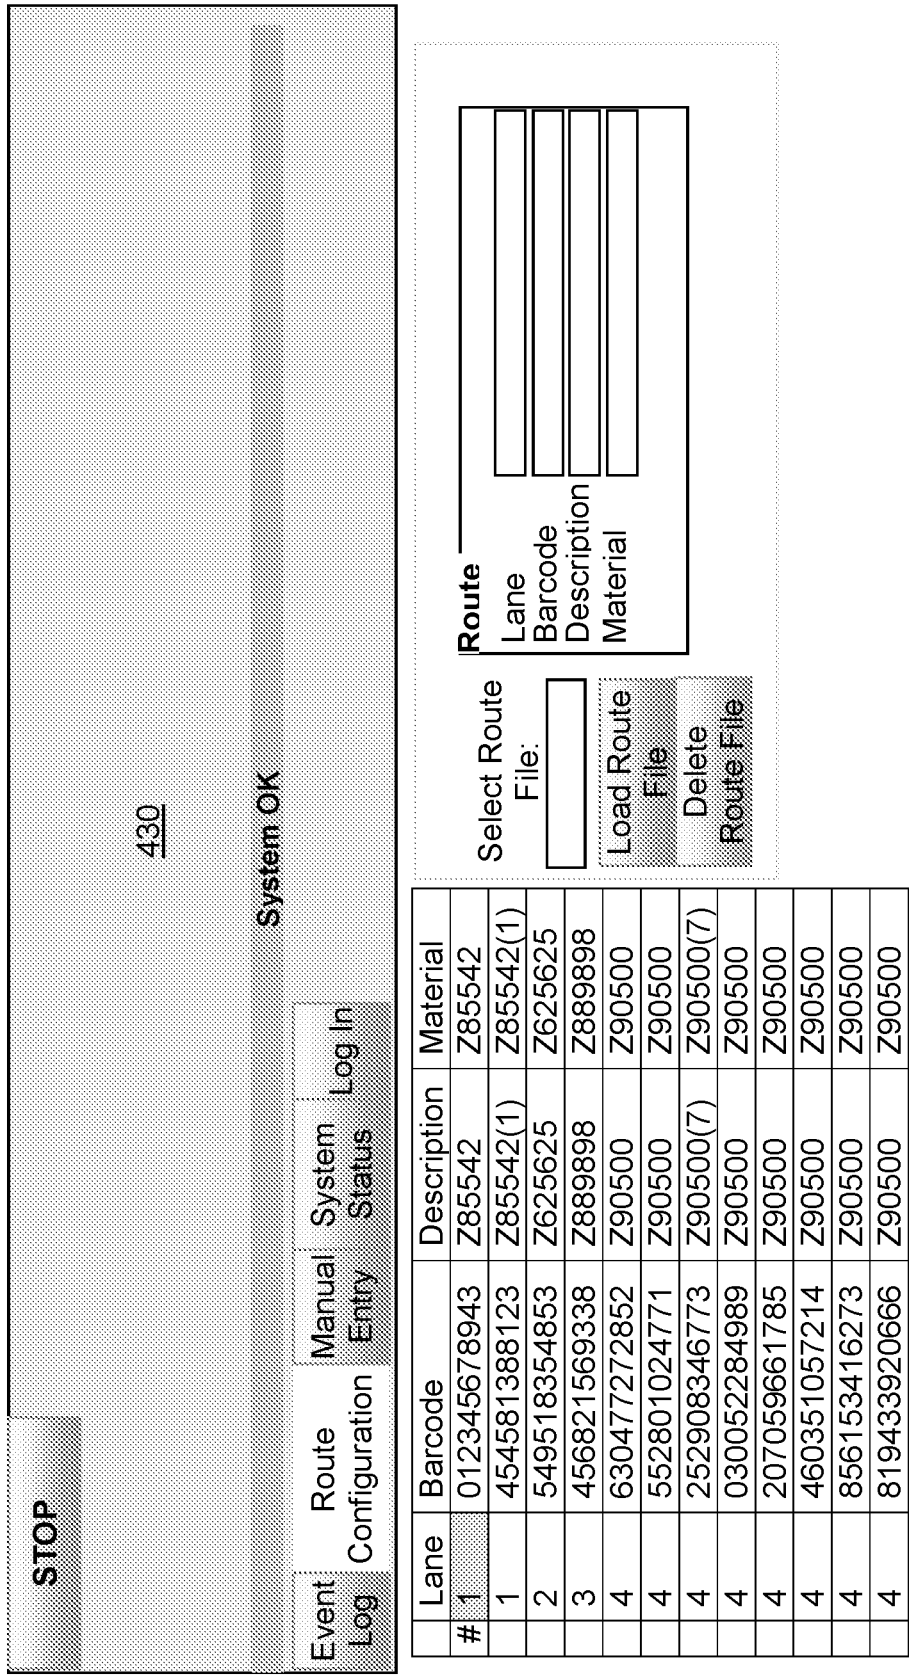 STOP
430
System OK
Event Log
Route Configuration
Manual Entry
System Status
Log In
Lane Barcode Description Material
# 1 012345678943 Z85542 Z85542
1 454581388123 Z85542(1) Z85542(1)
2 549518354853 Z625625 Z625625
3 456821569338 Z889898 Z889898
4 630477272852 Z90500 Z90500
4 552801024771 Z90500 Z90500
4 252908346773 Z90500(7) Z90500(7)
4 030052284989 Z90500 Z90500
4 207059661785 Z90500 Z90500
4 460351057214 Z90500 Z90500
4 856153416273 Z90500 Z90500
4 819433920666 Z90500 Z90500
Select Route
File:
Load Route
File
Delete
Route File
Route
Lane
Barcode
Description
Material